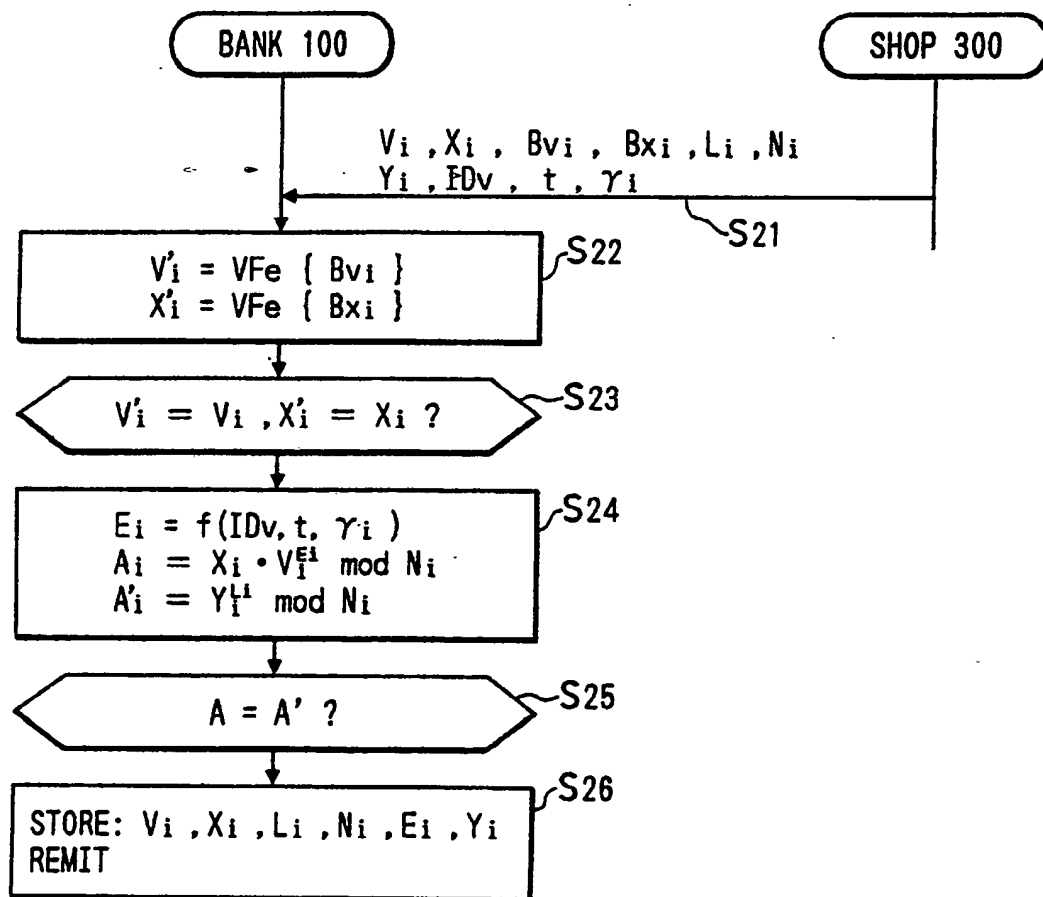 BANK 100
SHOP 300
Vi , Xi , Bvi , Bxi , Li , Ni
Yi , IDv , t , γi
S21
S22
V'i = VFe { Bvi }
X'i = VFe { Bxi }
S23
V'i = Vi , X'i = Xi ?
S24
Ei = f(IDv, t, γi )
Ai = Xi • Vi^Ei mod Ni
A'i = Yi^Li mod Ni
S25
A = A' ?
S26
STORE: Vi , Xi , Li , Ni , Ei , Yi
REMIT